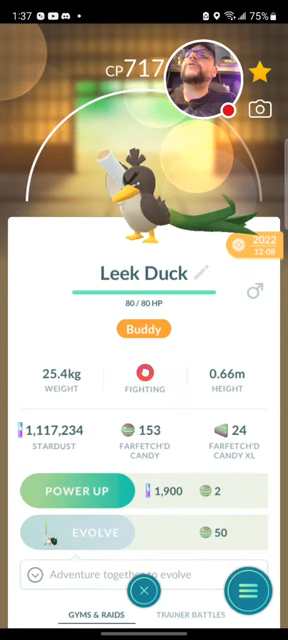 1:37
75%
CP717
2022
12-06
Leek Duck
80 / 80 HP
Buddy
25.4kg
WEIGHT
FIGHTING
0.66m
HEIGHT
1,117,234
STARDUST
153
FARFETCH'D
CANDY
24
FARFETCH'D
CANDY XL
POWER UP
1,900
2
EVOLVE
50
Adventure together to evolve
GYMS & RAIDS
TRAINER BATTLES